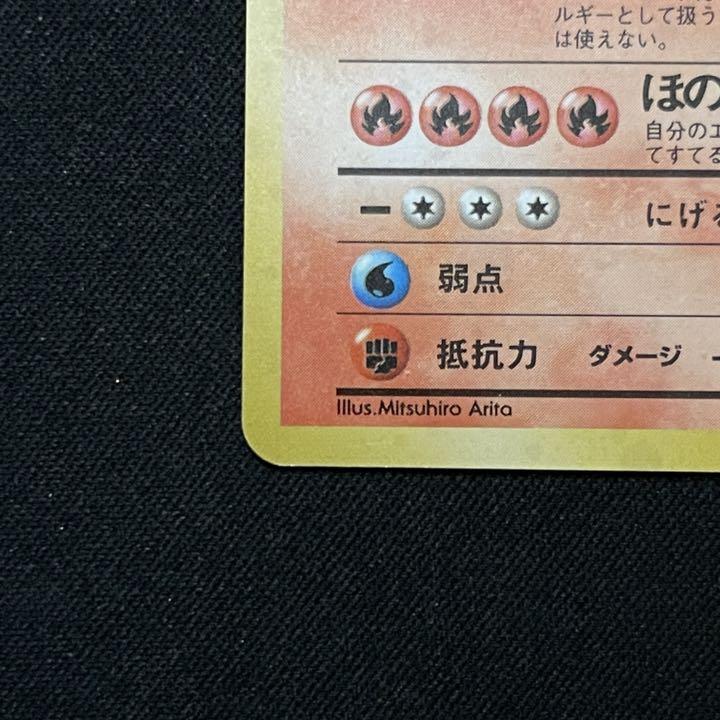 ルギーとして扱う
は使えない。
ほの
自分のエ
てすてる
にげる
弱点
抵抗力 ダメージ −
Illus.Mitsuhiro Arita